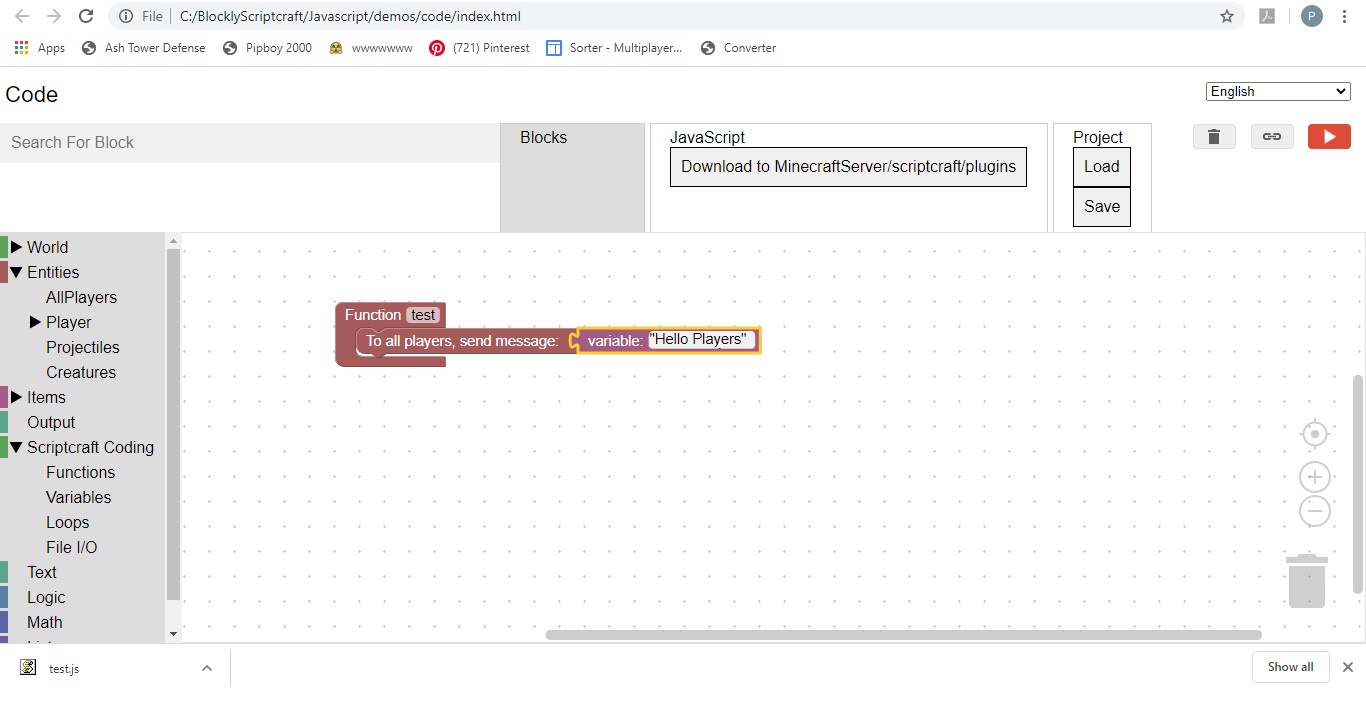 File C:/BlocklyScriptcraft/Javascript/demos/code/index.html P
Apps Ash Tower Defense Pipboy 2000 wwwwwwww (721) Pinterest Sorter - Multiplayer... Converter
Code
English
Search For Block
Blocks
JavaScript
Download to MinecraftServer/scriptcraft/plugins
Project
Load
Save
World
Entities
AllPlayers
Player
Projectiles
Creatures
Items
Output
Scriptcraft Coding
Functions
Variables
Loops
File I/O
Text
Logic
Math
Function test
To all players, send message: variable: "Hello Players"
test.js
Show all